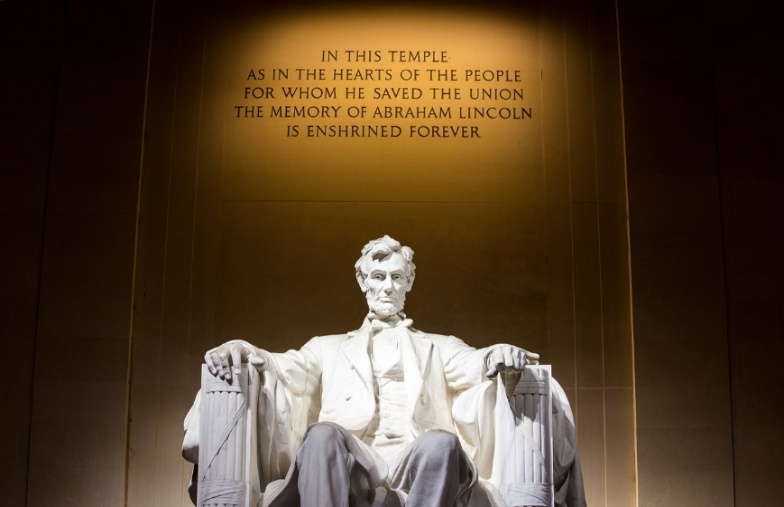 IN THIS TEMPLE
AS IN THE HEARTS OF THE PEOPLE
FOR WHOM HE SAVED THE UNION
THE MEMORY OF ABRAHAM LINCOLN
IS ENSHRINED FOREVER